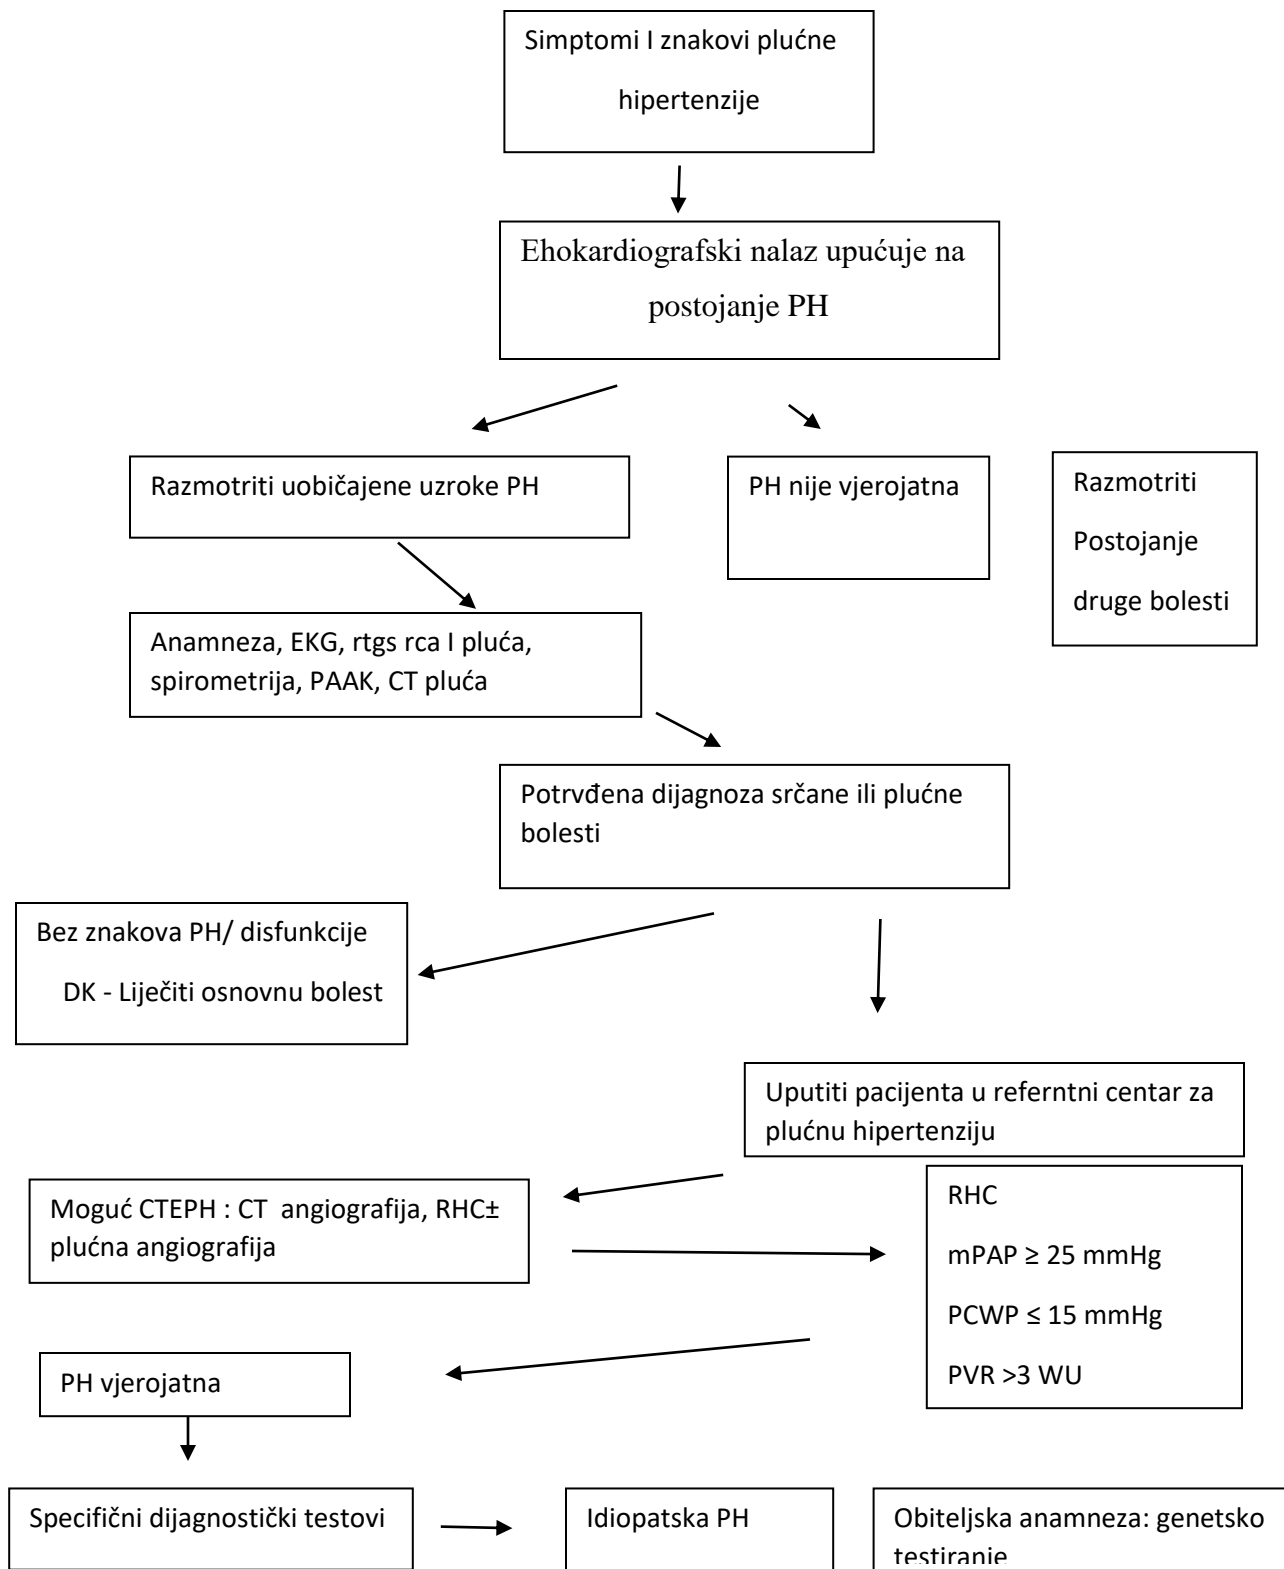 Simptomi I znakovi plućne
hipertenzije
Ehokardiografski nalaz upućuje na
postojanje PH
Razmotriti uobičajene uzroke PH
PH nije vjerojatna
Razmotriti
Postojanje
druge bolesti
Anamneza, EKG, rtgs rca I pluća,
spirometrija, PAAK, CT pluća
Potrvđena dijagnoza srčane ili plućne
bolesti
Bez znakova PH/ disfunkcije
DK - Liječiti osnovnu bolest
Uputiti pacijenta u referntni centar za
plućnu hipertenziju
Moguć CTEPH : CT angiografija, RHC±
plućna angiografija
RHC
mPAP ≥ 25 mmHg
PCWP ≤ 15 mmHg
PVR >3 WU
PH vjerojatna
Specifični dijagnostički testovi
Idiopatska PH
Obiteljska anamneza: genetsko
testiranje